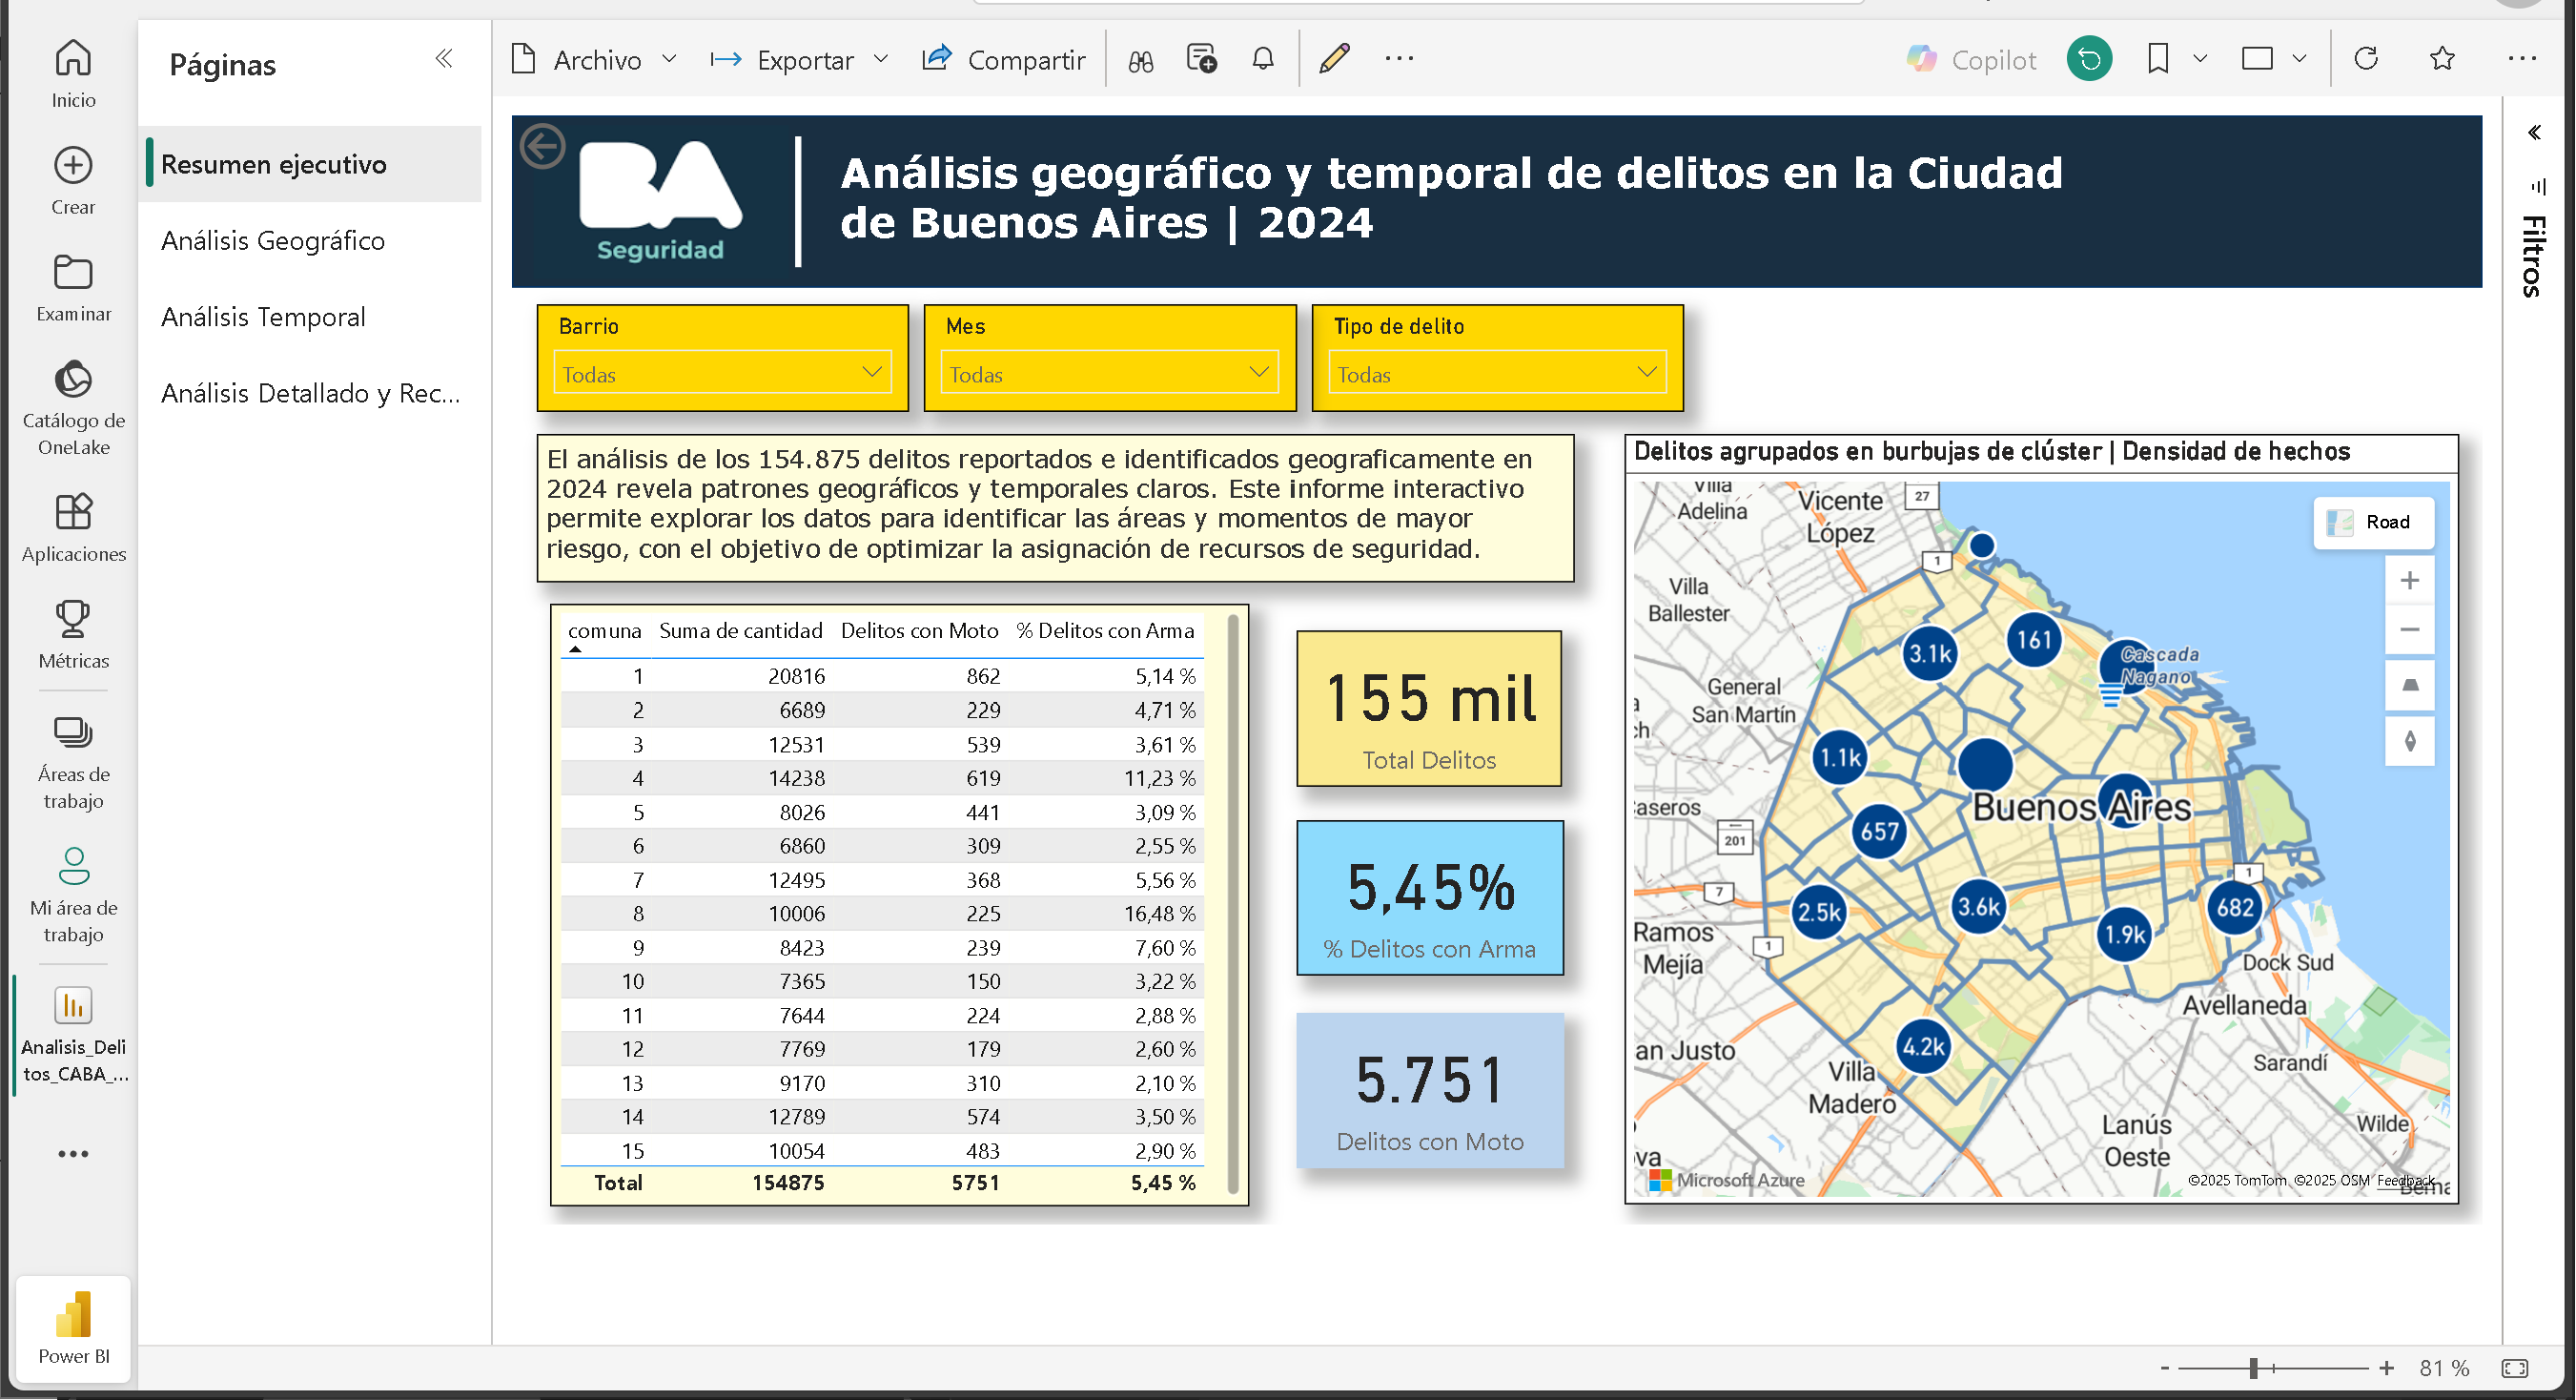 Inicio
Crear
Examinar
Catálogo de
OneLake
Aplicaciones
Métricas
Áreas de
trabajo
Mi área de
trabajo
Analisis_Deli
tos_CABA_...
Power BI
Páginas
Resumen ejecutivo
Análisis Geográfico
Análisis Temporal
Análisis Detallado y Rec...
Archivo
Exportar
Compartir
Copilot
Filtros
BA
Seguridad
Análisis geográfico y temporal de delitos en la Ciudad
de Buenos Aires | 2024
Barrio
Todas
Mes
Todas
Tipo de delito
Todas
El análisis de los 154.875 delitos reportados e identificados geograficamente en
2024 revela patrones geográficos y temporales claros. Este informe interactivo
permite explorar los datos para identificar las áreas y momentos de mayor
riesgo, con el objetivo de optimizar la asignación de recursos de seguridad.
comuna Suma de cantidad Delitos con Moto % Delitos con Arma
1 20816 862 5,14 %
2 6689 229 4,71 %
3 12531 539 3,61 %
4 14238 619 11,23 %
5 8026 441 3,09 %
6 6860 309 2,55 %
7 12495 368 5,56 %
8 10006 225 16,48 %
9 8423 239 7,60 %
10 7365 150 3,22 %
11 7644 224 2,88 %
12 7769 179 2,60 %
13 9170 310 2,10 %
14 12789 574 3,50 %
15 10054 483 2,90 %
Total 154875 5751 5,45 %
155 mil
Total Delitos
5,45%
% Delitos con Arma
5.751
Delitos con Moto
Delitos agrupados en burbujas de clúster | Densidad de hechos
Villa
Adelina
Vicente
López
27
Road
1
Villa
Ballester
161
3.1k
Cascada
Nagano
General
San Martín
1.1k
Buenos Aires
aseros
201
657
7
1
2.5k
3.6k
682
1.9k
Ramos
Mejía
1
Dock Sud
Avellaneda
an Justo
4.2k
Sarandí
Villa
Madero
Lanús
Oeste
Wilde
va
Microsoft Azure
©2025 TomTom ©2025 OSM Feedback
81 %